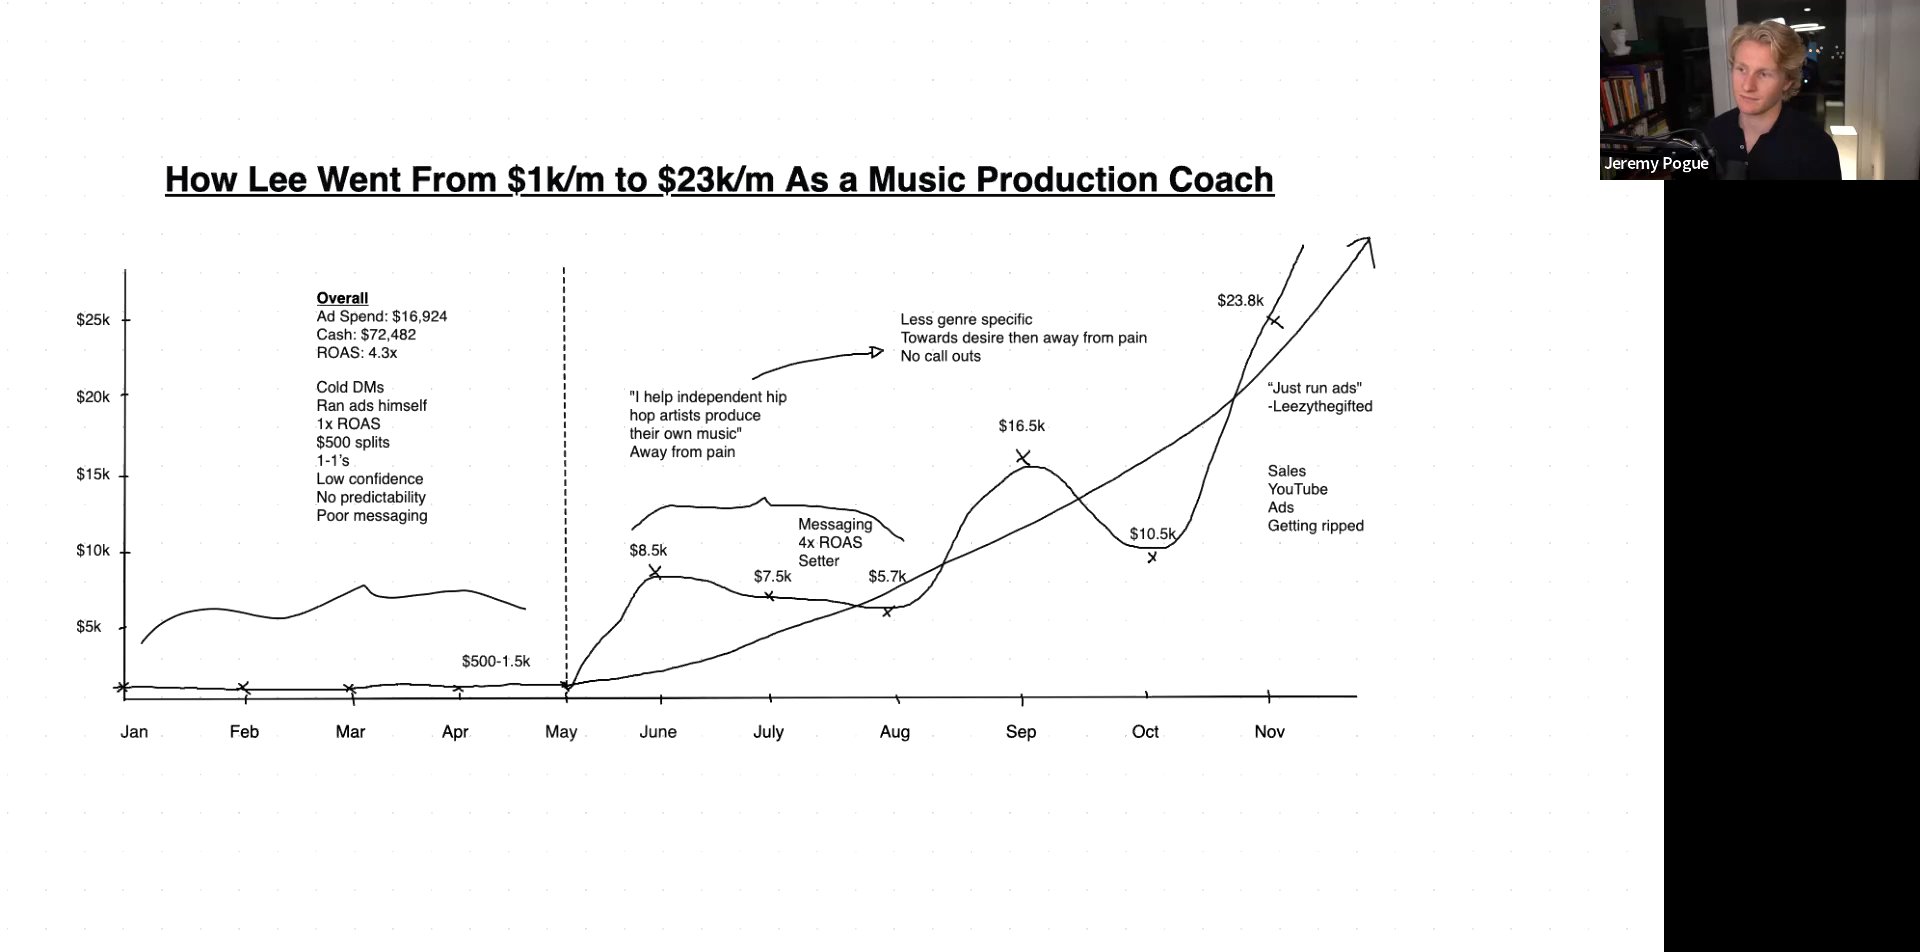 Jeremy Pogue
How Lee Went From $1k/m to $23k/m As a Music Production Coach
$25k
$20k
$15k
$10k
$5k
Overall
Ad Spend: $16,924
Cash: $72,482
ROAS: 4.3x
Cold DMs
Ran ads himself
1x ROAS
$500 splits
1-1's
Low confidence
No predictability
Poor messaging
$500-1.5k
"I help independent hip
hop artists produce
their own music"
Away from pain
Less genre specific
Towards desire then away from pain
No call outs
Messaging
4x ROAS
Setter
$8.5k
$7.5k
$5.7k
$16.5k
$10.5k
$23.8k
“Just run ads"
-Leezythegifted
Sales
YouTube
Ads
Getting ripped
Jan Feb Mar Apr May June July Aug Sep Oct Nov